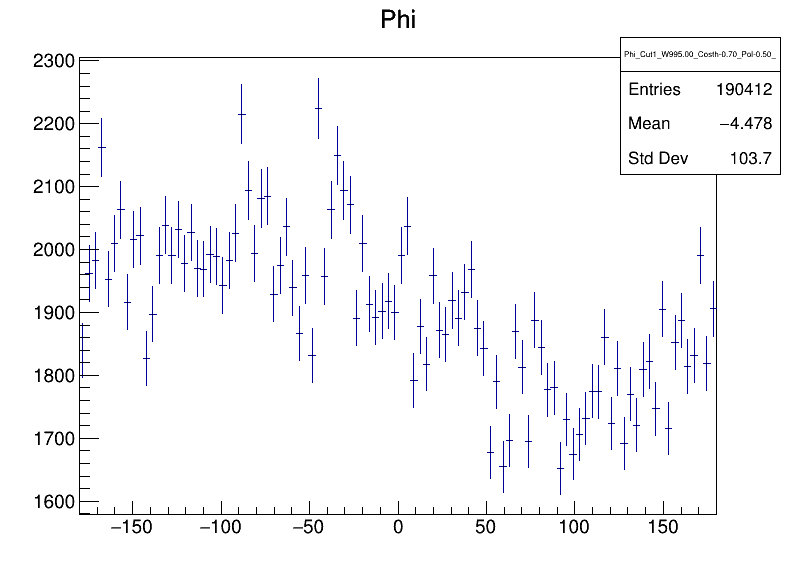 Phi
Phi_Cut1_W995.00_Costh-0.70_Pol-0.50_
Entries 190412
Mean −4.478
Std Dev 103.7
2300
2200
2100
2000
1900
1800
1700
1600
−150 −100 −50 0 50 100 150